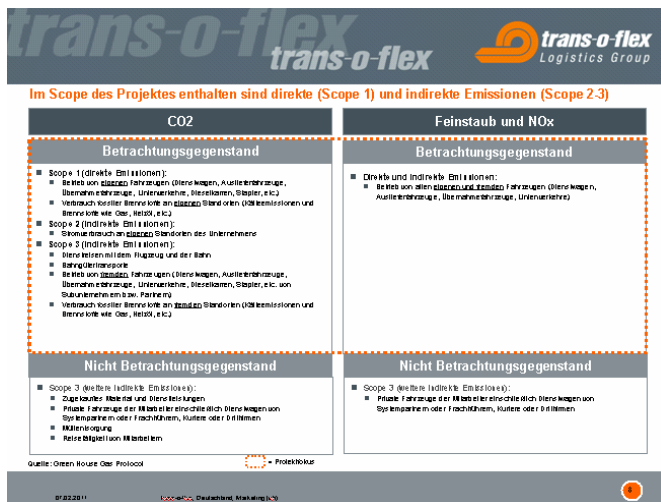 trans-o-flex
trans-o-flex
trans-o-flex
Logistics Group
Im Scope des Projektes enthalten sind direkte (Scope 1) und indirekte Emissionen (Scope 2-3)
CO2
Betrachtungsgegenstand
Scope 1 (direkte Emissionen):
Betrieb von eigenen Fahrzeugen (Dienstwagen, Auslieferfahrzeuge,
Übernahmefahrzeuge, Linienverkehre, Dieselkarren, Stapler, etc.)
Verbrauch fossiler Brennstoffe an eigenen Standorten (Kälteemissionen und
Brennstoffe wie Gas, Heizöl, etc.)
Scope 2 (indirekte Emissionen):
Stromverbrauch an eigenen Standorten des Unternehmens
Scope 3 (indirekte Emissionen):
Dienstreisen mit dem Flugzeug und der Bahn
Bahngütertransporte
Betrieb von fremden Fahrzeugen (Dienstwagen, Auslieferfahrzeuge,
Übernahmefahrzeuge, Linienverkehre, Dieselkarren, Stapler, etc. von
Subunternehmern bzw. Partnern)
Verbrauch fossiler Brennstoffe an fremden Standorten (Kälteemissionen und
Brennstoffe wie Gas, Heizöl, etc.)
Nicht Betrachtungsgegenstand
Scope 3 (weitere indirekte Emissionen):
Zugekauftes Material und Dienstleistungen
Private Fahrzeuge der Mitarbeiter einschließlich Dienstwagen von
Systempartnern oder Frachtführern, Kuriere oder Drittfirmen
Müllentsorgung
Reisetätigkeit von Mitarbeitern
Feinstaub und NOx
Betrachtungsgegenstand
Direkte und indirekte Emissionen:
Betrieb von allen eigenen und fremden Fahrzeugen (Dienstwagen,
Auslieferfahrzeuge, Übernahmefahrzeuge, Linienverkehre)
Nicht Betrachtungsgegenstand
Scope 3 (weitere indirekte Emissionen):
Private Fahrzeuge der Mitarbeiter einschließlich Dienstwagen von
Systempartnern oder Frachtführern, Kuriere oder Drittfirmen
Quelle: Green House Gas Protocol
= Projektfokus
07.02.2011
Deutschland, Marketing